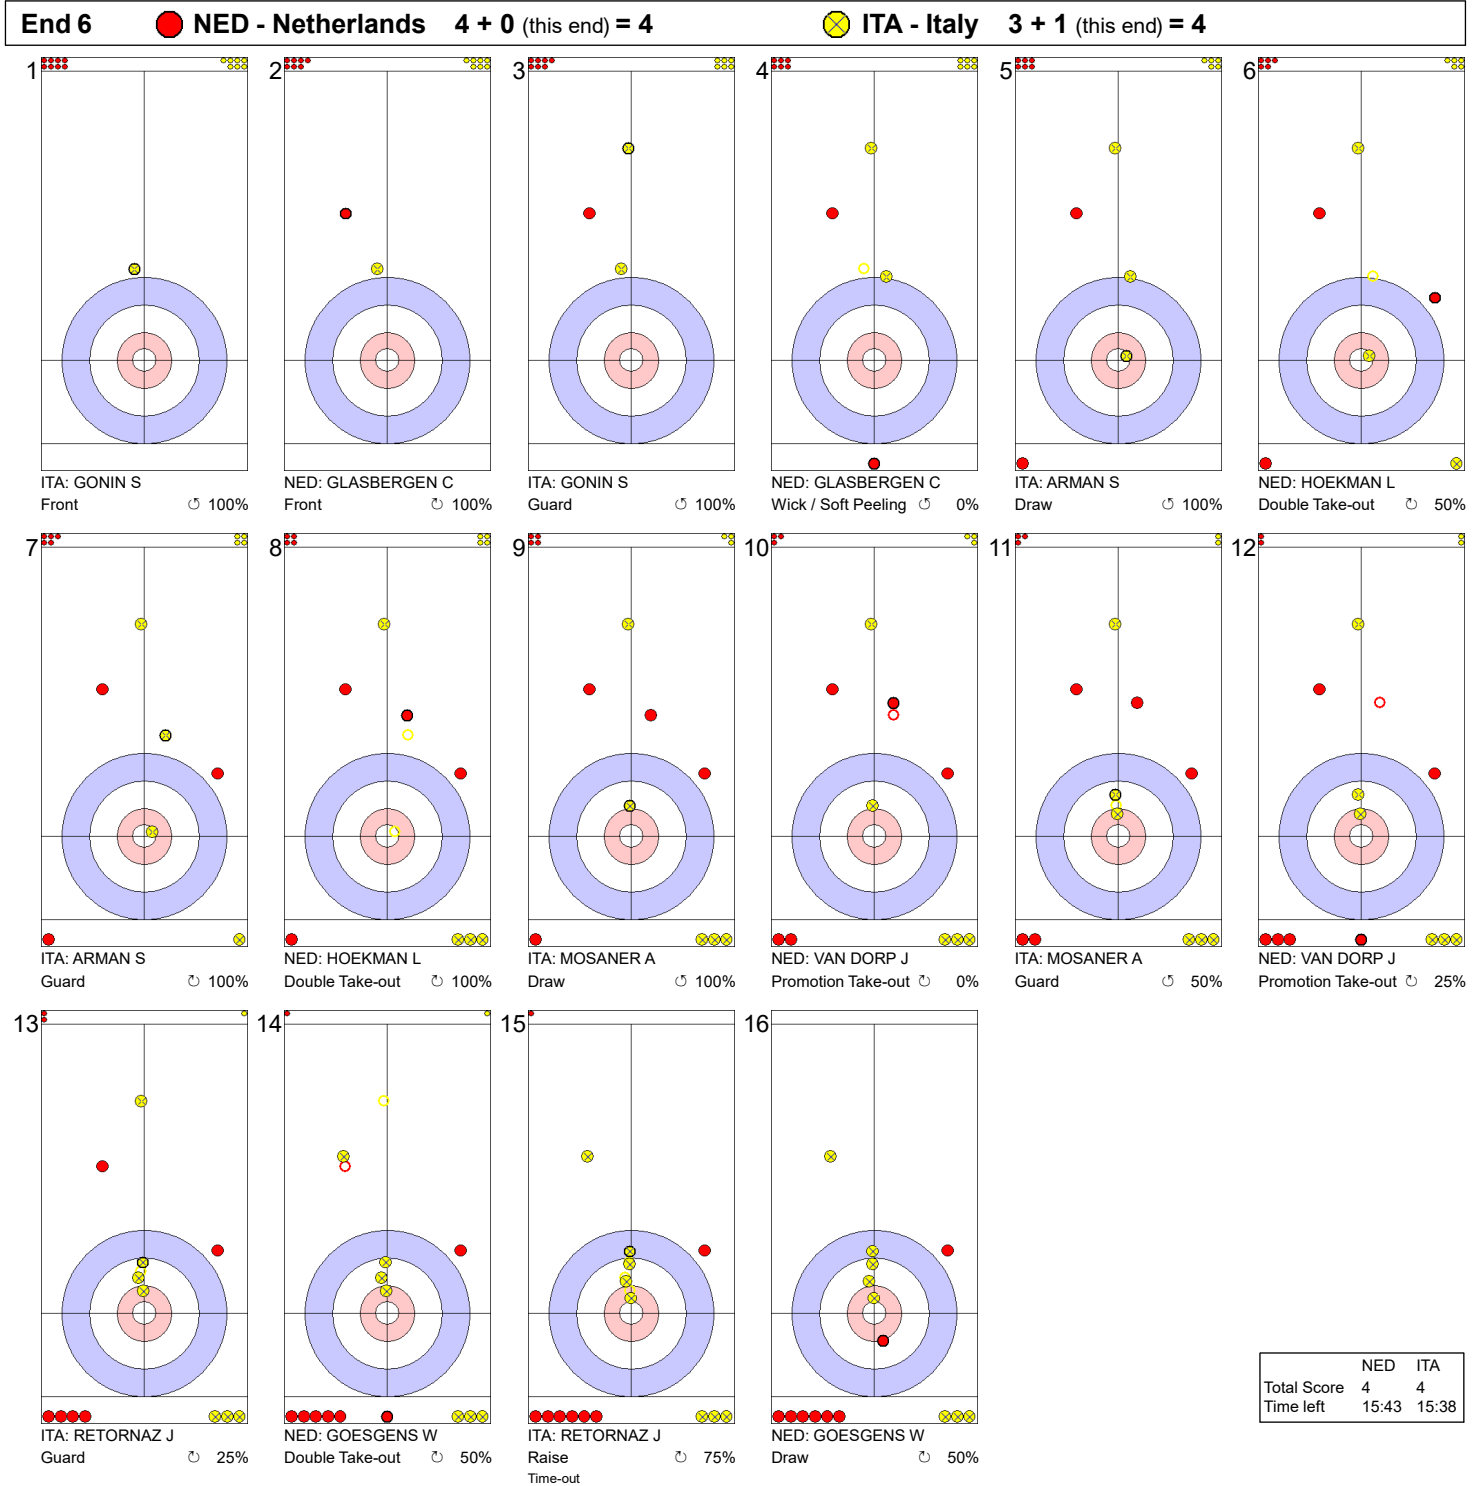 End 6 NED - Netherlands 4 + 0 (this end) = 4 ITA - Italy 3 + 1 (this end) = 4
1 2 3 4 5 6
ITA: GONIN S NED: GLASBERGEN C ITA: GONIN S NED: GLASBERGEN C ITA: ARMAN S NED: HOEKMAN L
Front ↺ 100% Front ↻ 100% Guard ↺ 100% Wick / Soft Peeling ↺ 0% Draw ↺ 100% Double Take-out ↻ 50%
7 8 9 10 11 12
ITA: ARMAN S NED: HOEKMAN L ITA: MOSANER A NED: VAN DORP J ITA: MOSANER A NED: VAN DORP J
Guard ↻ 100% Double Take-out ↻ 100% Draw ↻ 100% Promotion Take-out ↻ 0% Guard ↺ 50% Promotion Take-out ↻ 25%
13 14 15 16
ITA: RETORNAZ J NED: GOESGENS W ITA: RETORNAZ J NED: GOESGENS W
Guard ↻ 25% Double Take-out ↻ 50% Raise ↻ 75% Draw ↻ 50%
Time-out
NED ITA
Total Score 4 4
Time left 15:43 15:38